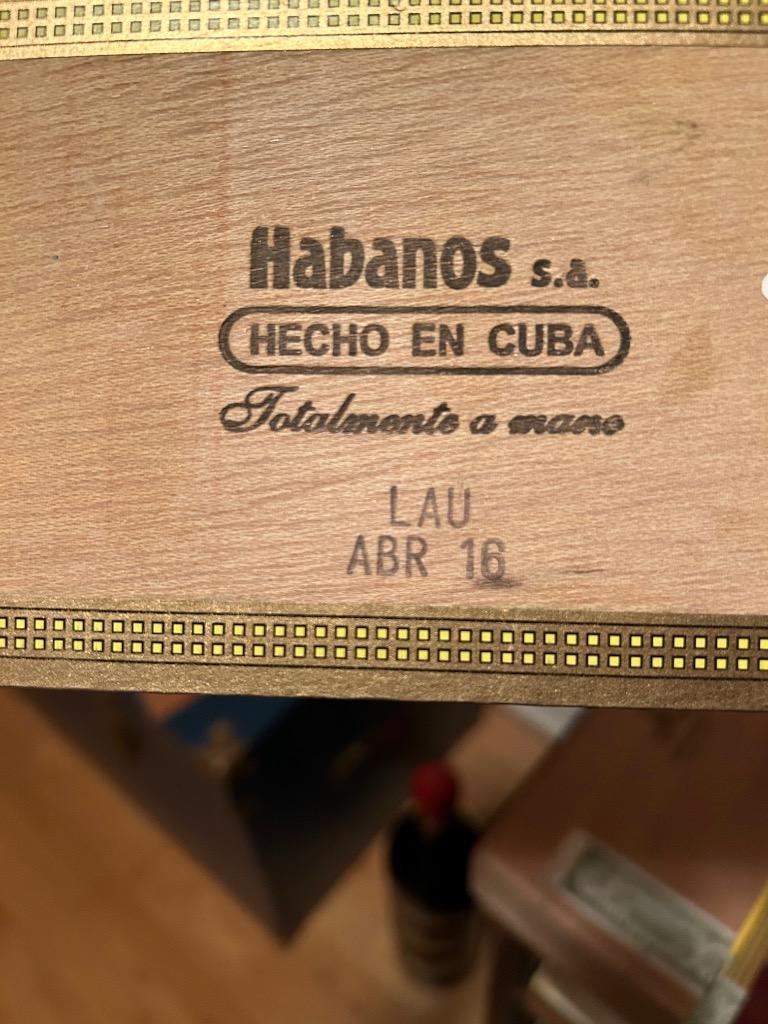 Habanos s.a.
HECHO EN CUBA
Totalmente a mano
LAU
ABR 16